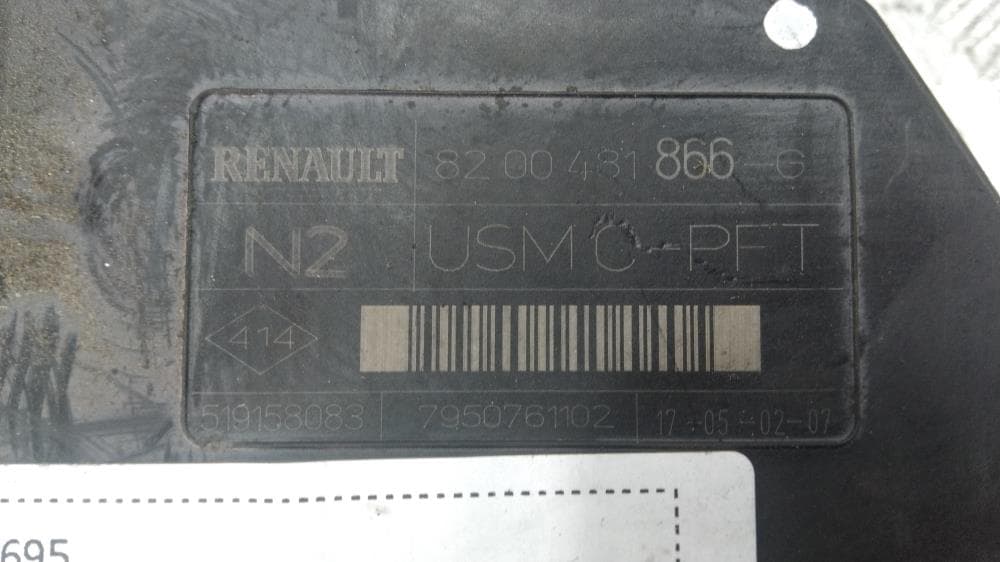 RENAULT 82 00 481 866 -G
N2 USM C -PFT
414
519158083 7950761102 17-05-02-07
695